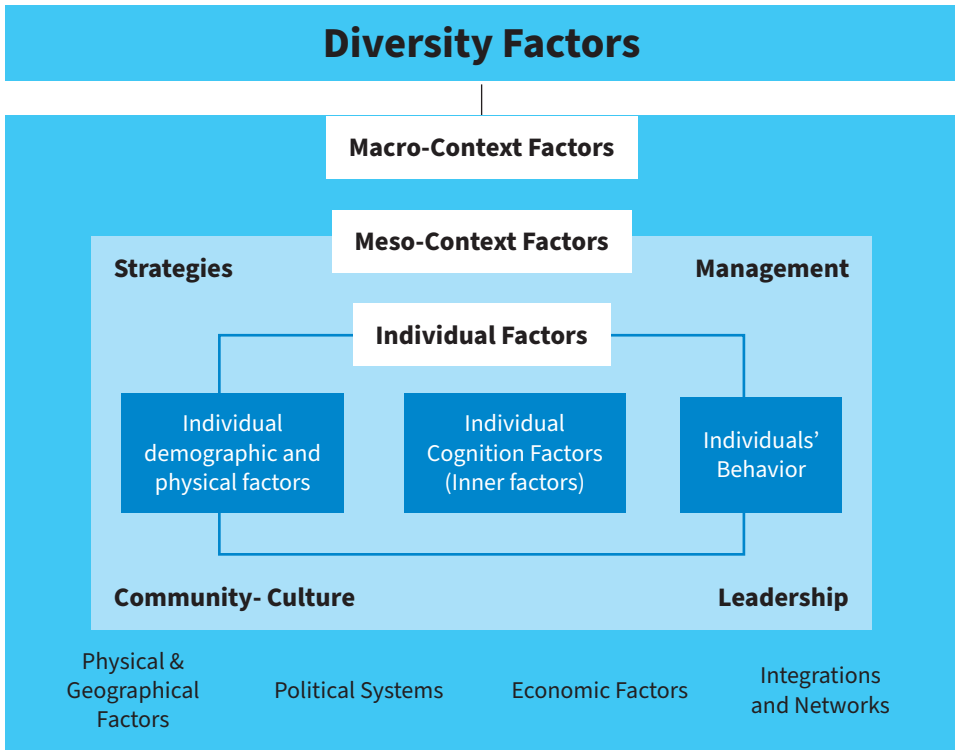 Diversity Factors
Macro-Context Factors
Meso-Context Factors
Strategies
Management
Individual Factors
Individual
demographic and
physical factors
Individual
Cognition Factors
(Inner factors)
Individuals’
Behavior
Community- Culture
Leadership
Physical &
Geographical
Factors
Political Systems
Economic Factors
Integrations
and Networks